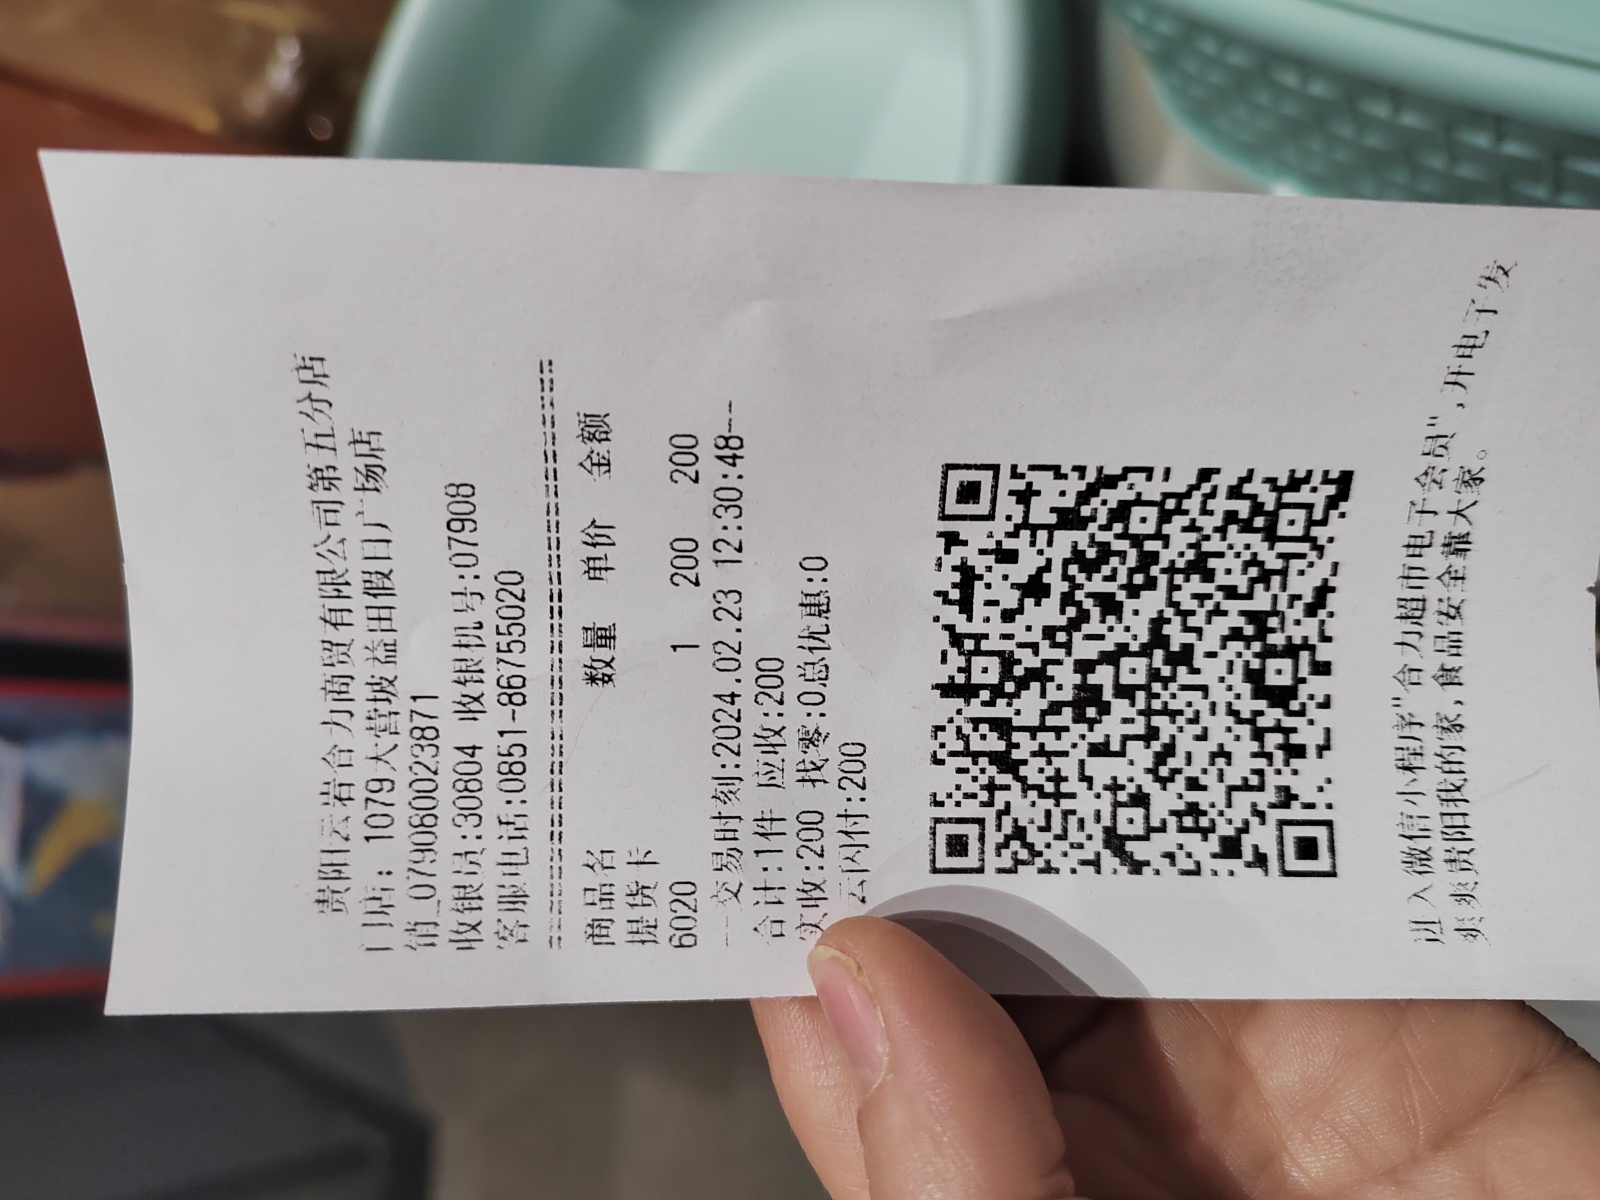 贵阳云岩合力商贸有限公司第五分店
门店: 1079大营坡益田假日广场店
销_0790800023871
收银员:30804 收银机号:07908
客服电话:0851-86755020
商品名 数量 单价 金额
提货卡
6020 1 200 200
--交易时刻:2024.02.23 12:30:48--
合计:1件 应收:200
实收:200 找零:0总优惠:0
云闪付:200
进入微信小程序"合力超市电子会员",开电子发
爽爽贵阳我的家,食品安全靠大家。